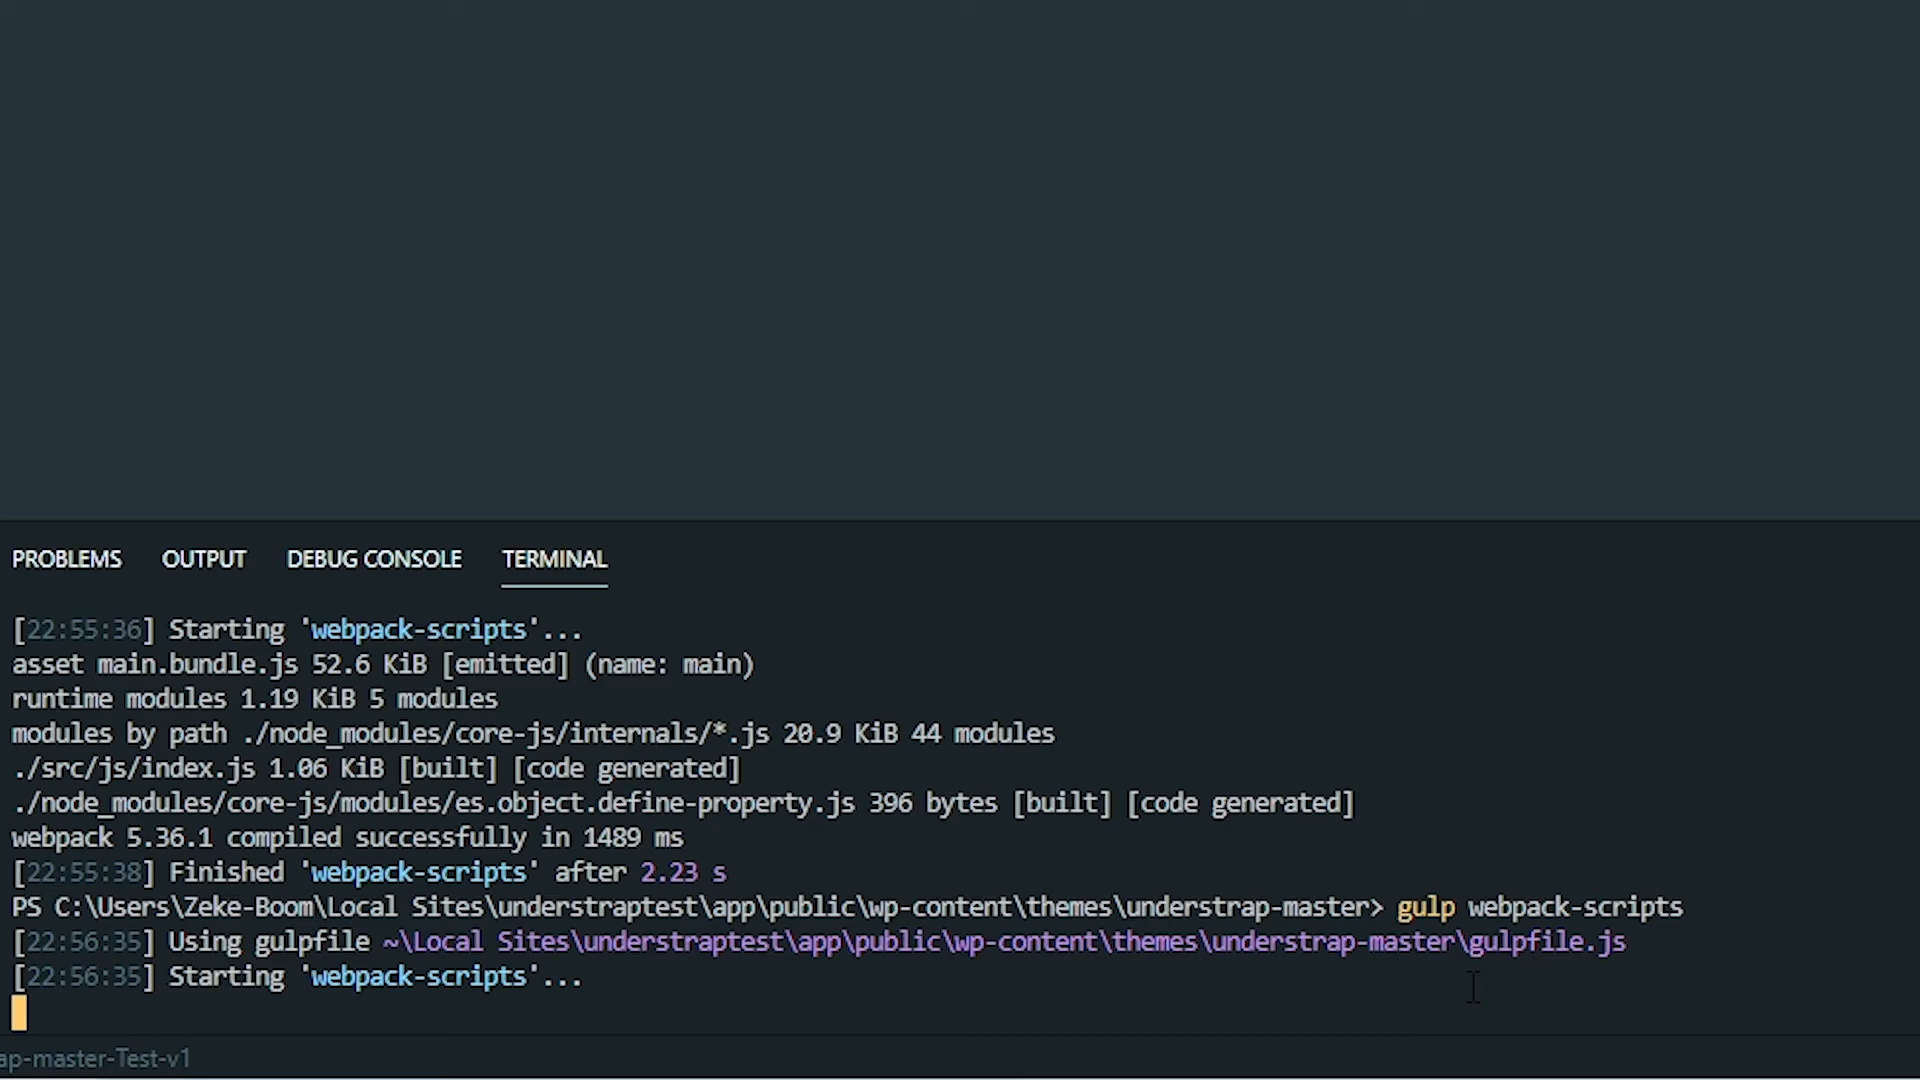 PROBLEMS OUTPUT DEBUG CONSOLE TERMINAL
[22:55:36] Starting 'webpack-scripts'...
asset main.bundle.js 52.6 KiB [emitted] (name: main)
runtime modules 1.19 KiB 5 modules
modules by path ./node_modules/core-js/internals/*.js 20.9 KiB 44 modules
./src/js/index.js 1.06 KiB [built] [code generated]
./node_modules/core-js/modules/es.object.define-property.js 396 bytes [built] [code generated]
webpack 5.36.1 compiled successfully in 1489 ms
[22:55:38] Finished 'webpack-scripts' after 2.23 s
PS C:\Users\Zeke-Boom\Local Sites\understraptest\app\public\wp-content\themes\understrap-master> gulp webpack-scripts
[22:56:35] Using gulpfile ~\Local Sites\understraptest\app\public\wp-content\themes\understrap-master\gulpfile.js
[22:56:35] Starting 'webpack-scripts'...
ap-master-Test-v1